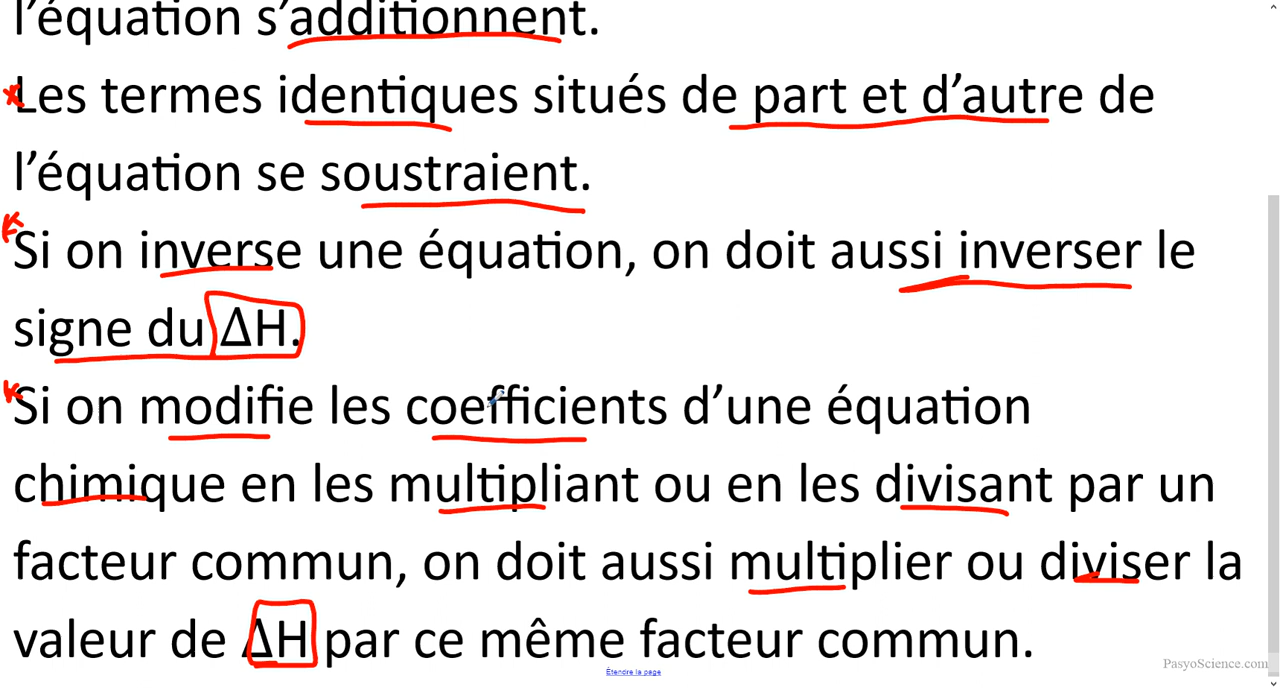 l’équation s’additionnent.
Les termes identiques situés de part et d’autre de
l’équation se soustraient.
Si on inverse une équation, on doit aussi inverser le
signe du ΔH.
Si on modifie les coefficients d’une équation
chimique en les multipliant ou en les divisant par un
facteur commun, on doit aussi multiplier ou diviser la
valeur de ΔH par ce même facteur commun.
PasyoScience.com
Étendre la page